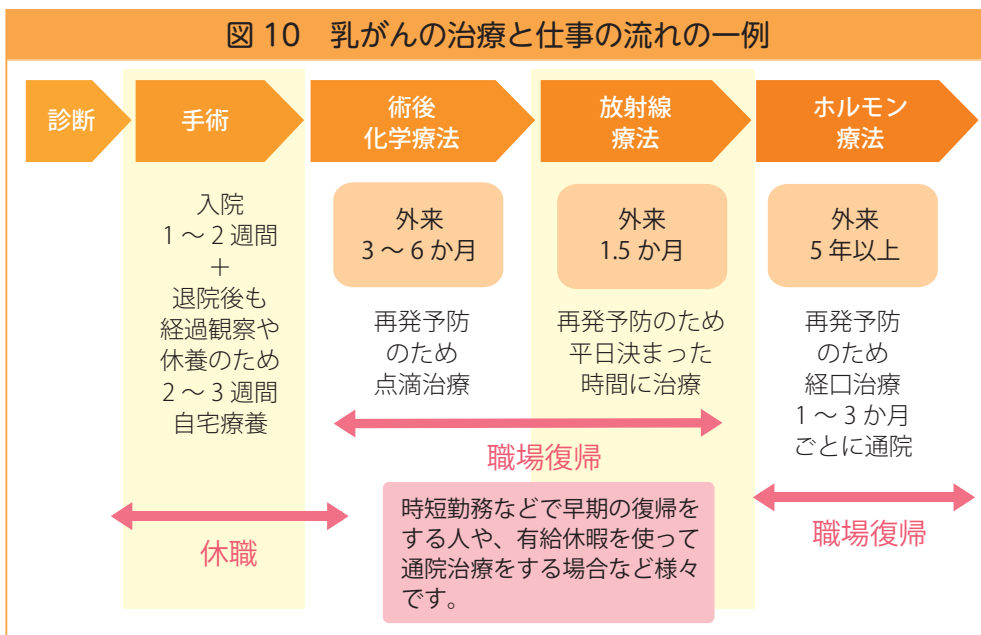 図 10　乳がんの治療と仕事の流れの一例
診断
手術
術後
化学療法
放射線
療法
ホルモン
療法
入院
1 ～ 2 週間
＋
退院後も
経過観察や
休養のため
2 ～ 3 週間
自宅療養
外来
3 ～ 6 か月
再発予防
のため
点滴治療
外来
1.5 か月
再発予防のため
平日決まった
時間に治療
外来
5 年以上
再発予防
のため
経口治療
1 ～ 3 か月
ごとに通院
職場復帰
休職
時短勤務などで早期の復帰を
する人や、有給休暇を使って
通院治療をする場合など様々
です。
職場復帰